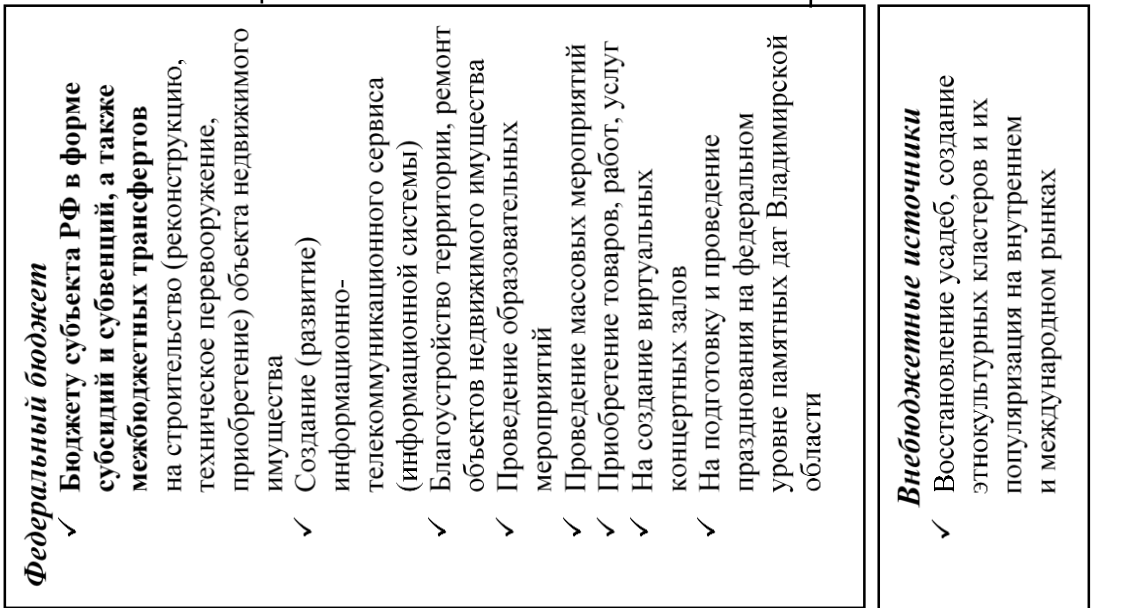 Федеральный бюджет
✓ Бюджету субъекта РФ в форме
субсидий и субвенций, а также
межбюджетных трансфертов
на строительство (реконструкцию,
техническое перевооружение,
приобретение) объекта недвижимого
имущества
✓ Создание (развитие)
информационно-
телекоммуникационного сервиса
(информационной системы)
✓ Благоустройство территории, ремонт
объектов недвижимого имущества
✓ Проведение образовательных
мероприятий
✓ Проведение массовых мероприятий
✓ Приобретение товаров, работ, услуг
✓ На создание виртуальных
концертных залов
✓ На подготовку и проведение
празднования на федеральном
уровне памятных дат Владимирской
области
Внебюджетные источники
✓ Восстановление усадеб, создание
этнокультурных кластеров и их
популяризация на внутреннем
и международном рынках